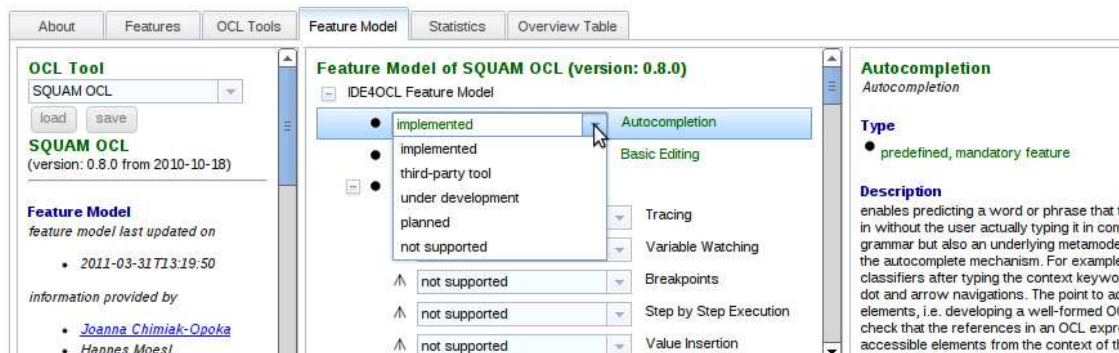 About Features OCL Tools Feature Model Statistics Overview Table
OCL Tool
SQUAM OCL
load save
SQUAM OCL
(version: 0.8.0 from 2010-10-18)
Feature Model
feature model last updated on
• 2011-03-31T13:19:50
information provided by
• Joanna Chimiak-Opoka
• Hannes Moesl
Feature Model of SQUAM OCL (version: 0.8.0)
IDE4OCL Feature Model
implemented Autocompletion
implemented Basic Editing
third-party tool
under development
planned Tracing
not supported Variable Watching
not supported Breakpoints
not supported Step by Step Execution
not supported Value Insertion
Autocompletion
Autocompletion
Type
predefined, mandatory feature
Description
enables predicting a word or phrase that
in without the user actually typing it in
grammar but also an underlying
the autocomplete mechanism. For
classifiers after typing the context
dot and arrow navigations. The point to
elements, i.e. developing a well-formed
check that the references in an OCL
accessible elements from the context of